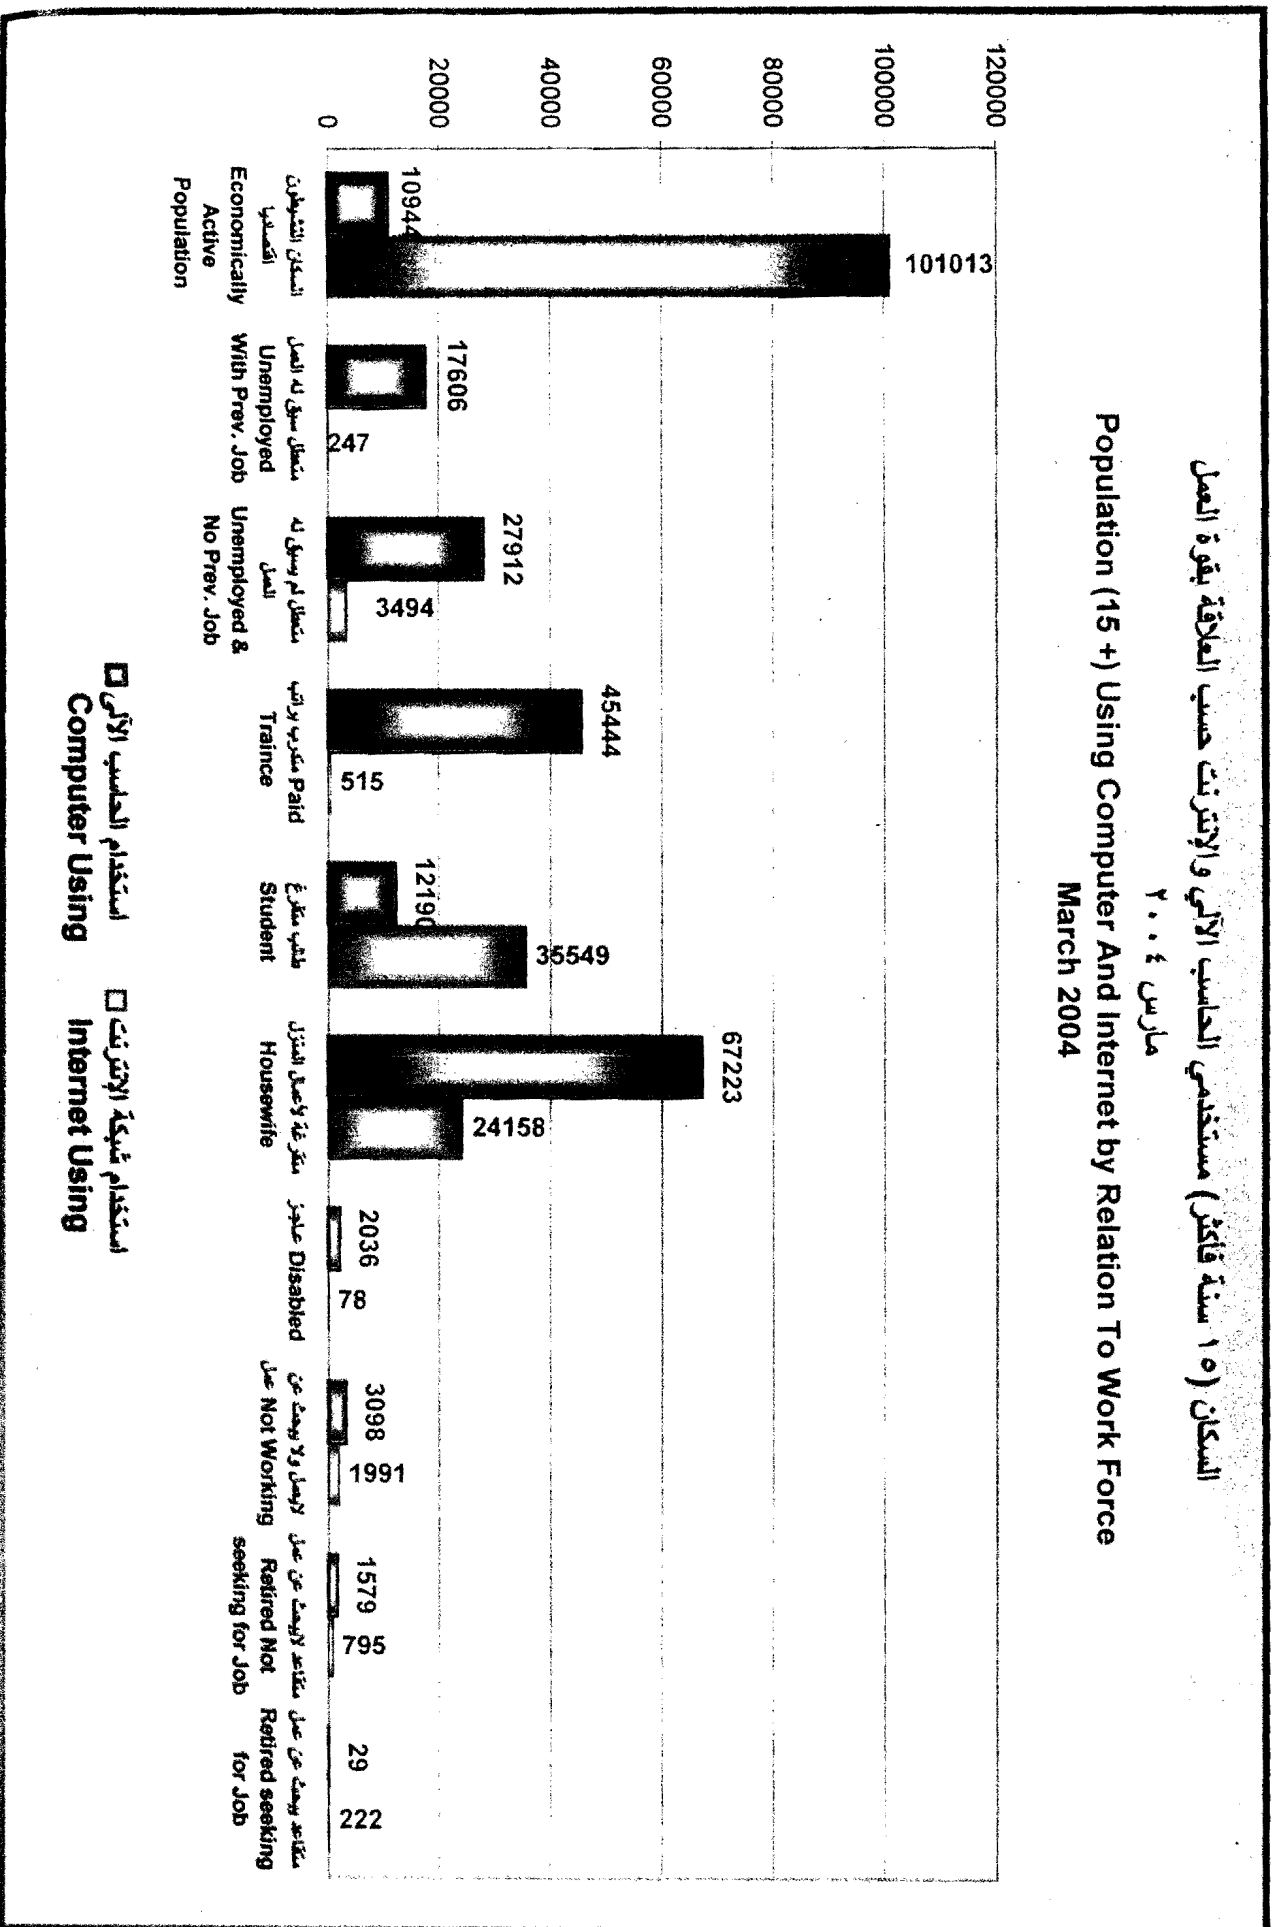 السكان (١٥ سنة فأكثر) مستخدمي الحاسب الآلي والإنترنت حسب العلاقة بقوة العمل
مارس ٢٠٠٤
Population (15 +) Using Computer And Internet by Relation To Work Force
March 2004
120000
100000
80000
60000
40000
20000
0
10944
101013
17606
247
27912
3494
45444
515
12190
35549
67223
24158
2036
78
3098
1991
1579
795
29
222
السكان النشيطون
اقتصاديا
Economically
Active
Population
متعطل سبق له العمل
Unemployed
With Prev. Job
متعطل لم يسبق له
العمل
Unemployed &
No Prev. Job
متدرب براتب Paid
Traince
طالب متفرغ
Student
متفرغة لأعمال المنزل
Housewife
عاجز Disabled
لايعمل ولا يبحث عن
عمل Not Working
متقاعد لايبحث عن عمل
Retired Not
seeking for Job
متقاعد يبحث عن عمل
Retired seeking
for Job
استخدام الحاسب الآلي
Computer Using
استخدام شبكة الإنترنت
Internet Using